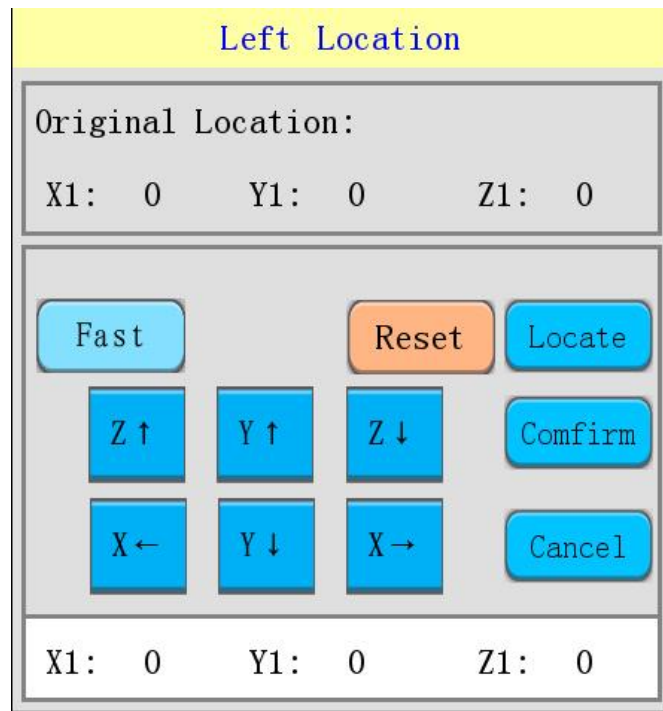 Left Location
Original Location:
X1: 0 Y1: 0 Z1: 0
Fast Reset Locate
Z↑ Y↑ Z↓ Comfirm
X← Y↓ X→ Cancel
X1: 0 Y1: 0 Z1: 0